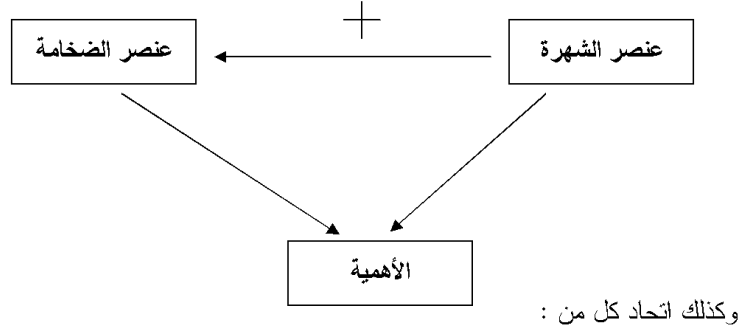 عنصر الشهرة
عنصر الضخامة
الأهمية
وكذلك اتحاد كل من :